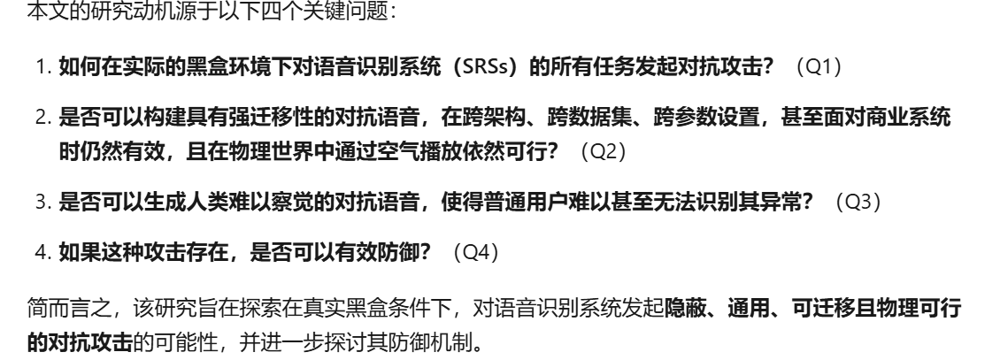 本文的研究动机源于以下四个关键问题：
1. 如何在实际的黑盒环境下对语音识别系统（SRSs）的所有任务发起对抗攻击？（Q1）
2. 是否可以构建具有强迁移性的对抗语音，在跨架构、跨数据集、跨参数设置，甚至面对商业系统
时仍然有效，且在物理世界中通过空气播放依然可行？（Q2）
3. 是否可以生成人类难以察觉的对抗语音，使得普通用户难以甚至无法识别其异常？（Q3）
4. 如果这种攻击存在，是否可以有效防御？（Q4）
简而言之，该研究旨在探索在真实黑盒条件下，对语音识别系统发起隐蔽、通用、可迁移且物理可行
的对抗攻击的可能性，并进一步探讨其防御机制。